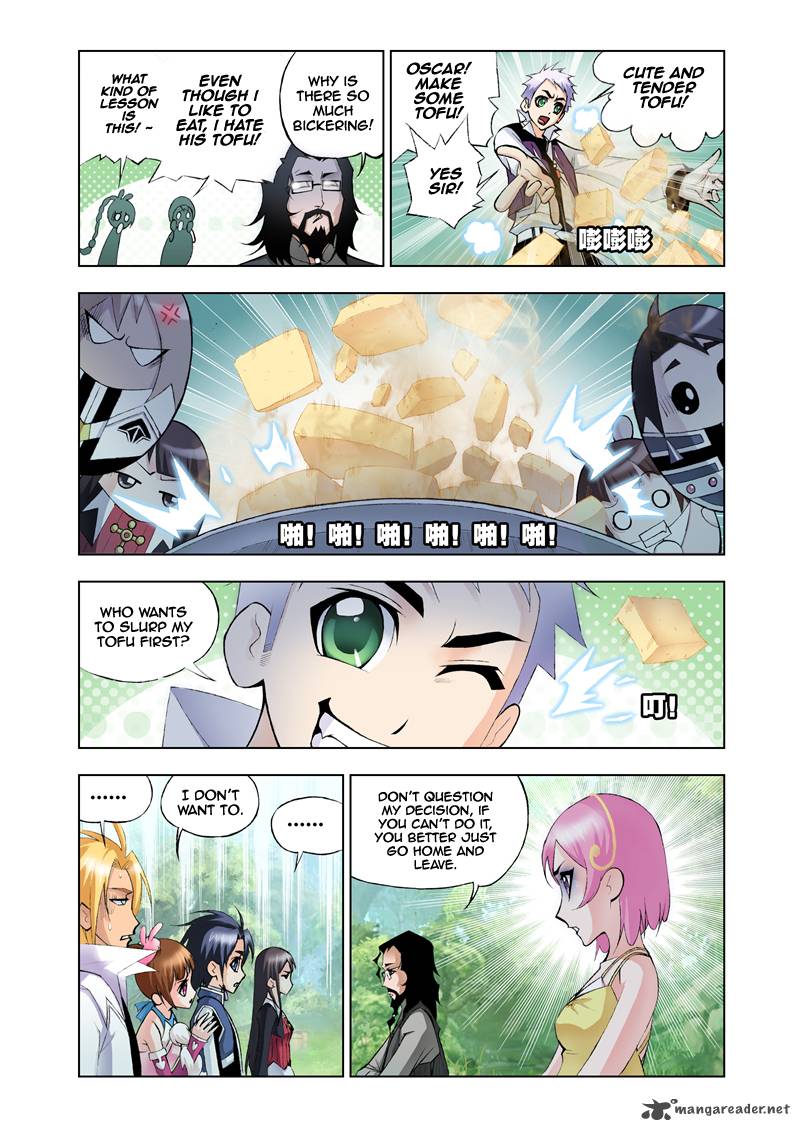 WHAT
KIND OF
LESSON
IS
THIS! ~
EVEN
THOUGH I
LIKE TO
EAT, I HATE
HIS TOFU!
WHY IS
THERE SO
MUCH
BICKERING!
OSCAR!
MAKE
SOME
TOFU!
YES
SIR!
CUTE AND
TENDER
TOFU!
嘭嘭嘭
啪! 啪! 啪! 啪! 啪! 啪!
WHO WANTS
TO SLURP MY
TOFU FIRST?
叮!
......
I DON'T
WANT TO.
......
DON'T QUESTION
MY DECISION, IF
YOU CAN'T DO IT,
YOU BETTER JUST
GO HOME AND
LEAVE.
mangareader.net